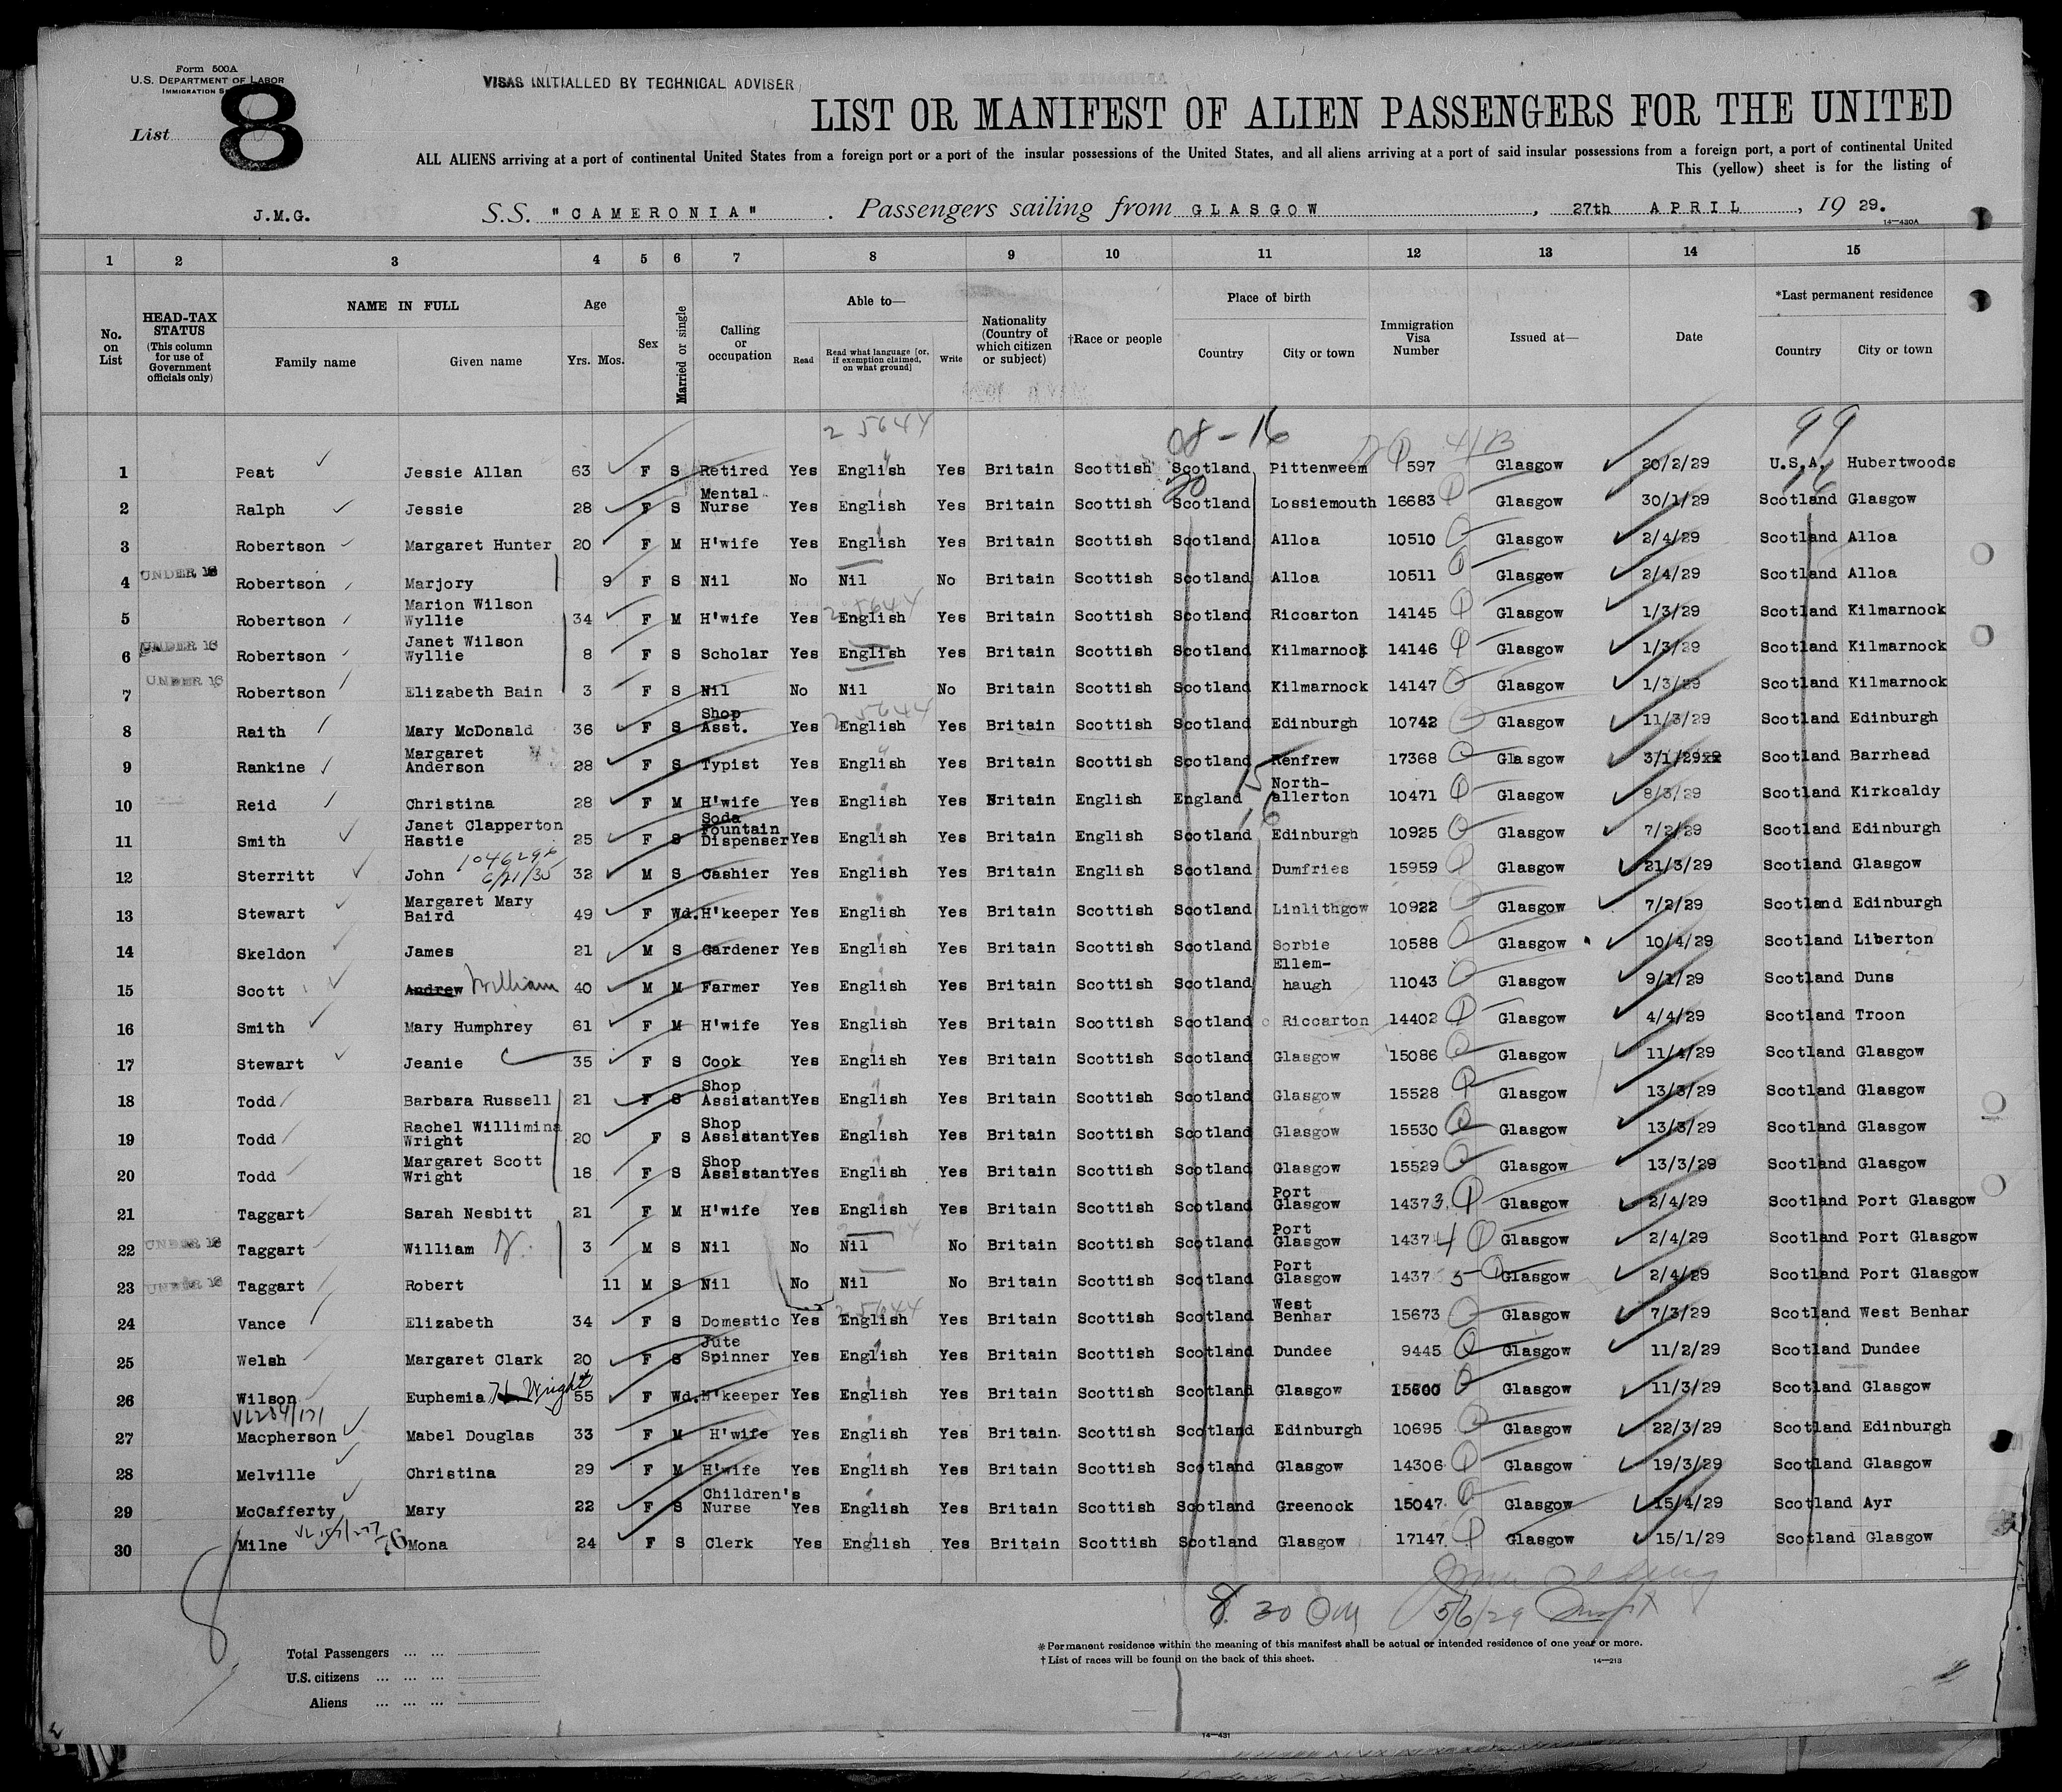 Form 500A
U.S. DEPARTMENT OF LABOR
IMMIGRATION
VISAS INITIALLED BY TECHNICAL ADVISER
List 8
LIST OR MANIFEST OF ALIEN PASSENGERS FOR THE UNITED
ALL ALIENS arriving at a port of continental United States from a foreign port or a port of the insular possessions of the United States, and all aliens arriving at a port of said insular possessions from a foreign port, a port of continental United
This (yellow) sheet is for the listing of
J.M.G. S.S. "CAMERONIA" . Passengers sailing from GLASGOW , 27th APRIL , 19 29.
14—430A
1 2 3 4 5 6 7 8 9 10 11 12 13 14 15
No. on List
HEAD-TAX STATUS (This column for use of Government officials only)
NAME IN FULL
Family name Given name
Age
Yrs. Mos.
Sex
Married or single
Calling or occupation
Able to—
Read
Read what language [or, if exemption claimed, on what ground]
Write
Nationality (Country of which citizen or subject)
†Race or people
Place of birth
Country City or town
Immigration Visa Number
Issued at—
Date
*Last permanent residence
Country City or town
2 5644 08-16 4/13 99
1 Peat Jessie Allan 63 F S Retired Yes English Yes Britain Scottish Scotland Pittenweem 597 Glasgow 20/2/29 U.S.A. Hubertwoods
2 Ralph Jessie 28 F S Mental Nurse Yes English Yes Britain Scottish Scotland Lossiemouth 16683 Glasgow 30/1/29 Scotland Glasgow
3 Robertson Margaret Hunter 20 F M H'wife Yes English Yes Britain Scottish Scotland Alloa 10510 Glasgow 2/4/29 Scotland Alloa
4 UNDER 16 Robertson Marjory 9 F S Nil No Nil No Britain Scottish Scotland Alloa 10511 Glasgow 2/4/29 Scotland Alloa
5 Robertson Marion Wilson Wyllie 34 F M H'wife Yes English Yes Britain Scottish Scotland Riccarton 14145 Glasgow 1/3/29 Scotland Kilmarnock
6 UNDER 16 Robertson Janet Wilson Wyllie 8 F S Scholar Yes English Yes Britain Scottish Scotland Kilmarnock 14146 Glasgow 1/3/29 Scotland Kilmarnock
7 UNDER 16 Robertson Elizabeth Bain 3 F S Nil No Nil No Britain Scottish Scotland Kilmarnock 14147 Glasgow 1/3/29 Scotland Kilmarnock
8 Raith Mary McDonald 36 F S Shop Asst. Yes English Yes Britain Scottish Scotland Edinburgh 10742 Glasgow 11/3/29 Scotland Edinburgh
9 Rankine Margaret Anderson 28 F S Typist Yes English Yes Britain Scottish Scotland Renfrew 17368 Glasgow 3/1/29 Scotland Barrhead
10 Reid Christina 28 F M H'wife Yes English Yes Britain English England North-allerton 10471 Glasgow 8/3/29 Scotland Kirkcaldy
11 Smith Janet Clapperton Hastie 25 F S Soda Fountain Dispenser Yes English Yes Britain English Scotland Edinburgh 10925 Glasgow 7/2/29 Scotland Edinburgh
12 Sterritt John 6/21/35 32 M S Cashier Yes English Yes Britain English Scotland Dumfries 15959 Glasgow 21/3/29 Scotland Glasgow
13 Stewart Margaret Mary Baird 49 F Wd. H'keeper Yes English Yes Britain Scottish Scotland Linlithgow 10922 Glasgow 7/2/29 Scotland Edinburgh
14 Skeldon James 21 M S Gardener Yes English Yes Britain Scottish Scotland Sorbie 10588 Glasgow 10/4/29 Scotland Liberton
15 Scott Andrew William 40 M M Farmer Yes English Yes Britain Scottish Scotland Ellem-haugh 11043 Glasgow 9/1/29 Scotland Duns
16 Smith Mary Humphrey 61 F M H'wife Yes English Yes Britain Scottish Scotland Riccarton 14402 Glasgow 4/4/29 Scotland Troon
17 Stewart Jeanie 35 F S Cook Yes English Yes Britain Scottish Scotland Glasgow 15086 Glasgow 11/4/29 Scotland Glasgow
18 Todd Barbara Russell 21 F S Shop Assistant Yes English Yes Britain Scottish Scotland Glasgow 15528 Glasgow 13/3/29 Scotland Glasgow
19 Todd Rachel Willimina Wright 20 F S Shop Assistant Yes English Yes Britain Scottish Scotland Glasgow 15530 Glasgow 13/3/29 Scotland Glasgow
20 Todd Margaret Scott Wright 18 F S Shop Assistant Yes English Yes Britain Scottish Scotland Glasgow 15529 Glasgow 13/3/29 Scotland Glasgow
21 Taggart Sarah Nesbitt 21 F M H'wife Yes English Yes Britain Scottish Scotland Port Glasgow 14373 Glasgow 2/4/29 Scotland Port Glasgow
22 UNDER 16 Taggart William 3 M S Nil No Nil No Britain Scottish Scotland Port Glasgow 14374 Glasgow 2/4/29 Scotland Port Glasgow
23 UNDER 16 Taggart Robert 11 M S Nil No Nil No Britain Scottish Scotland Port Glasgow 14375 Glasgow 2/4/29 Scotland Port Glasgow
24 Vance Elizabeth 34 F S Domestic Yes English Yes Britain Scottish Scotland West Benhar 15673 Glasgow 7/3/29 Scotland West Benhar
25 Welsh Margaret Clark 20 F S Jute Spinner Yes English Yes Britain Scottish Scotland Dundee 9445 Glasgow 11/2/29 Scotland Dundee
26 Wilson Euphemia Wright 55 F Wd. H'keeper Yes English Yes Britain Scottish Scotland Glasgow 15500 Glasgow 11/3/29 Scotland Glasgow
27 Macpherson Mabel Douglas 33 F M H'wife Yes English Yes Britain. Scottish Scotland Edinburgh 10695 Glasgow 22/3/29 Scotland Edinburgh
28 Melville Christina 29 F M H'wife Yes English Yes Britain Scottish Scotland Glasgow 14306 Glasgow 19/3/29 Scotland Glasgow
29 McCafferty Mary 22 F S Children's Nurse Yes English Yes Britain Scottish Scotland Greenock 15047 Glasgow 15/4/29 Scotland Ayr
30 Milne Mona 24 F S Clerk Yes English Yes Britain Scottish Scotland Glasgow 17147 Glasgow 15/1/29 Scotland Glasgow
8 30 5/6/29
Total Passengers ... ...
U.S. citizens ... ... ...
Aliens ... ... ...
* Permanent residence within the meaning of this manifest shall be actual or intended residence of one year or more.
† List of races will be found on the back of this sheet. 14—213
14—431